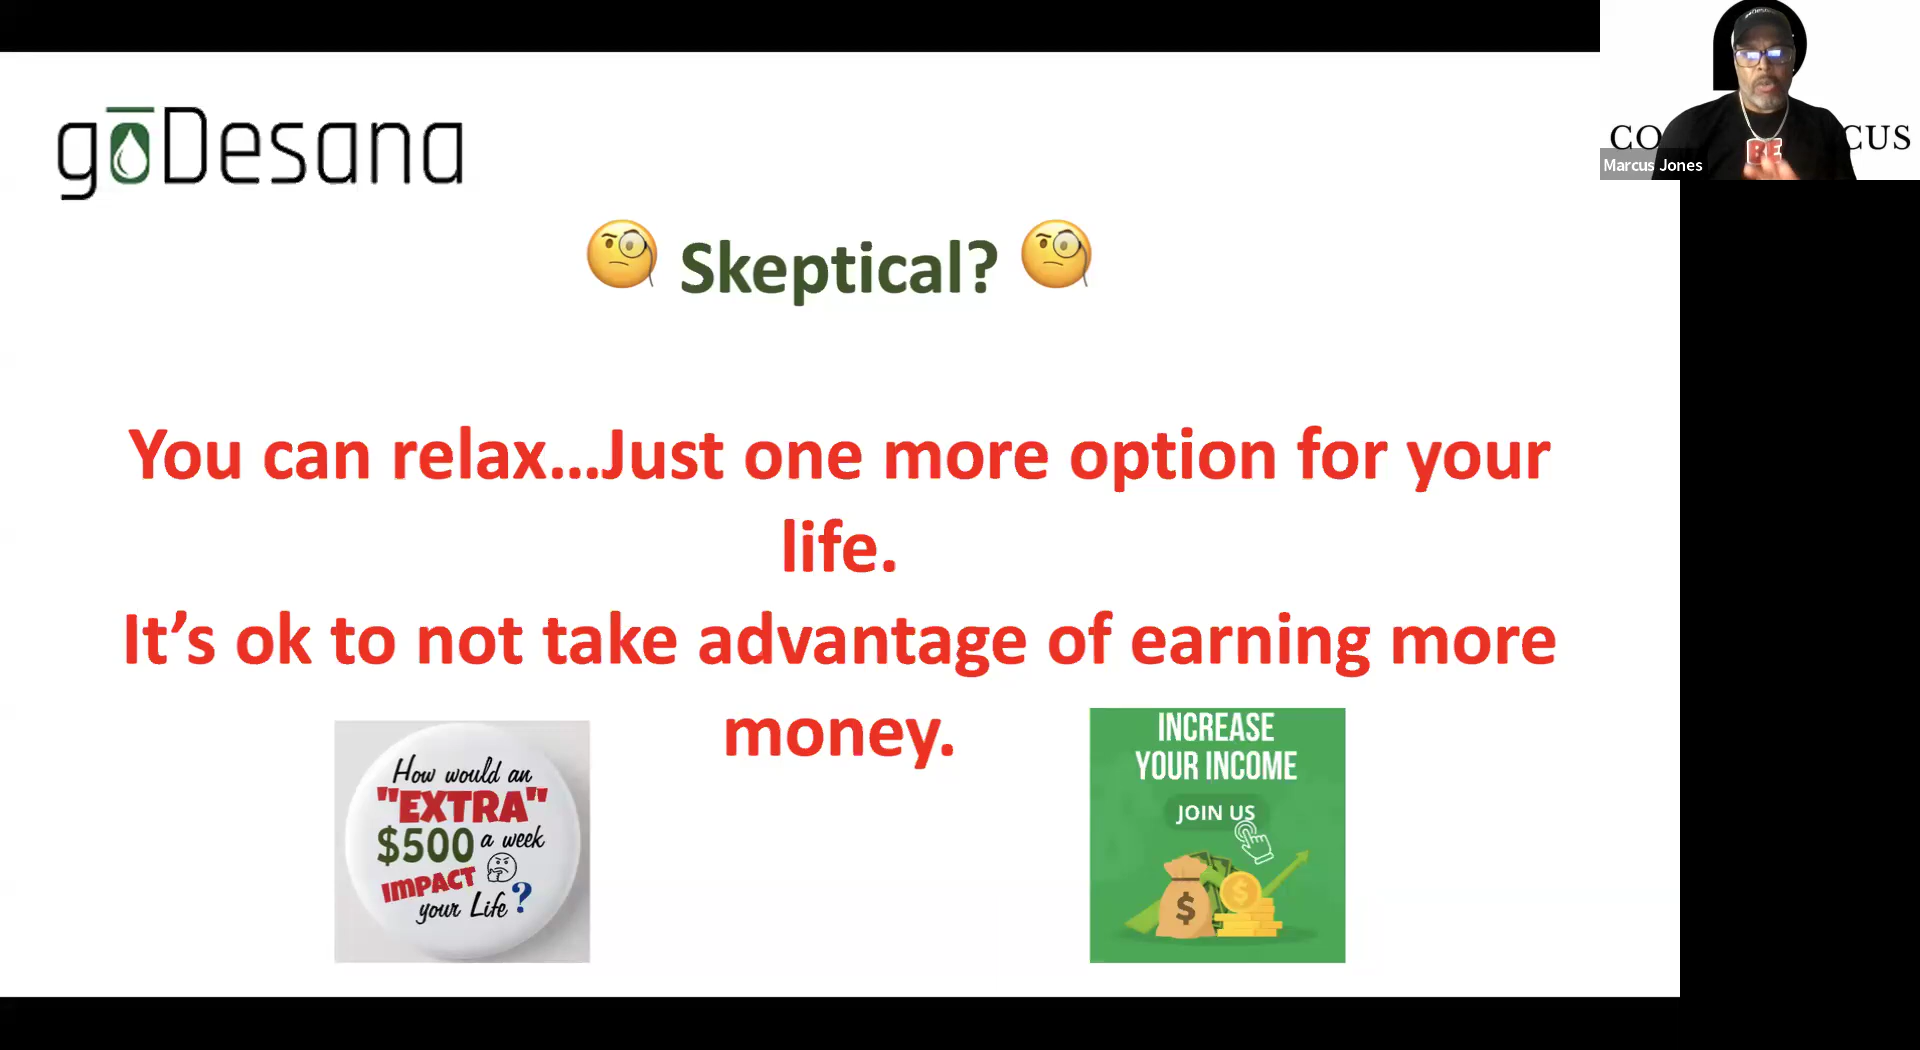 gōDesana
Skeptical?
You can relax...Just one more option for your
life.
It’s ok to not take advantage of earning more
money.
How would an
"EXTRA"
$500 a week
IMPACT
your Life?
INCREASE
YOUR INCOME
JOIN US
$
$
CO
CUS
BE
Marcus Jones